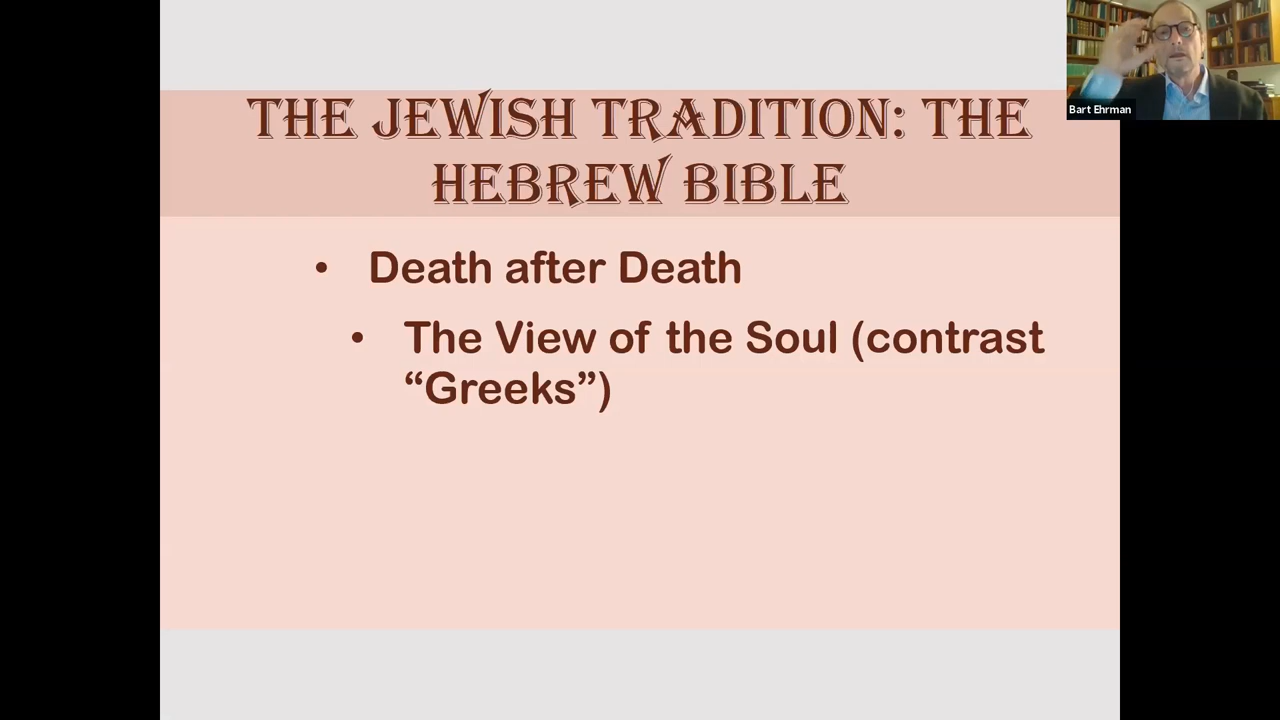 THE JEWISH TRADITION: THE
HEBREW BIBLE
• Death after Death
• The View of the Soul (contrast
“Greeks”)
Bart Ehrman